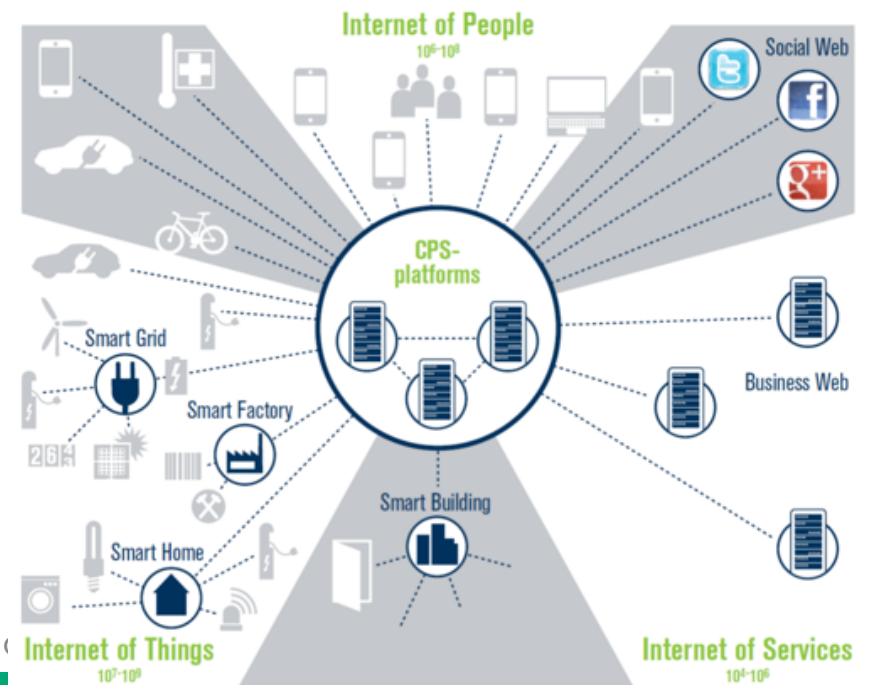 Internet of People
10⁶-10⁸
Social Web
g+
CPS-
platforms
Smart Grid
Business Web
Smart Factory
Smart Building
Smart Home
Internet of Things
10⁷-10⁹
Internet of Services
10⁴-10⁶